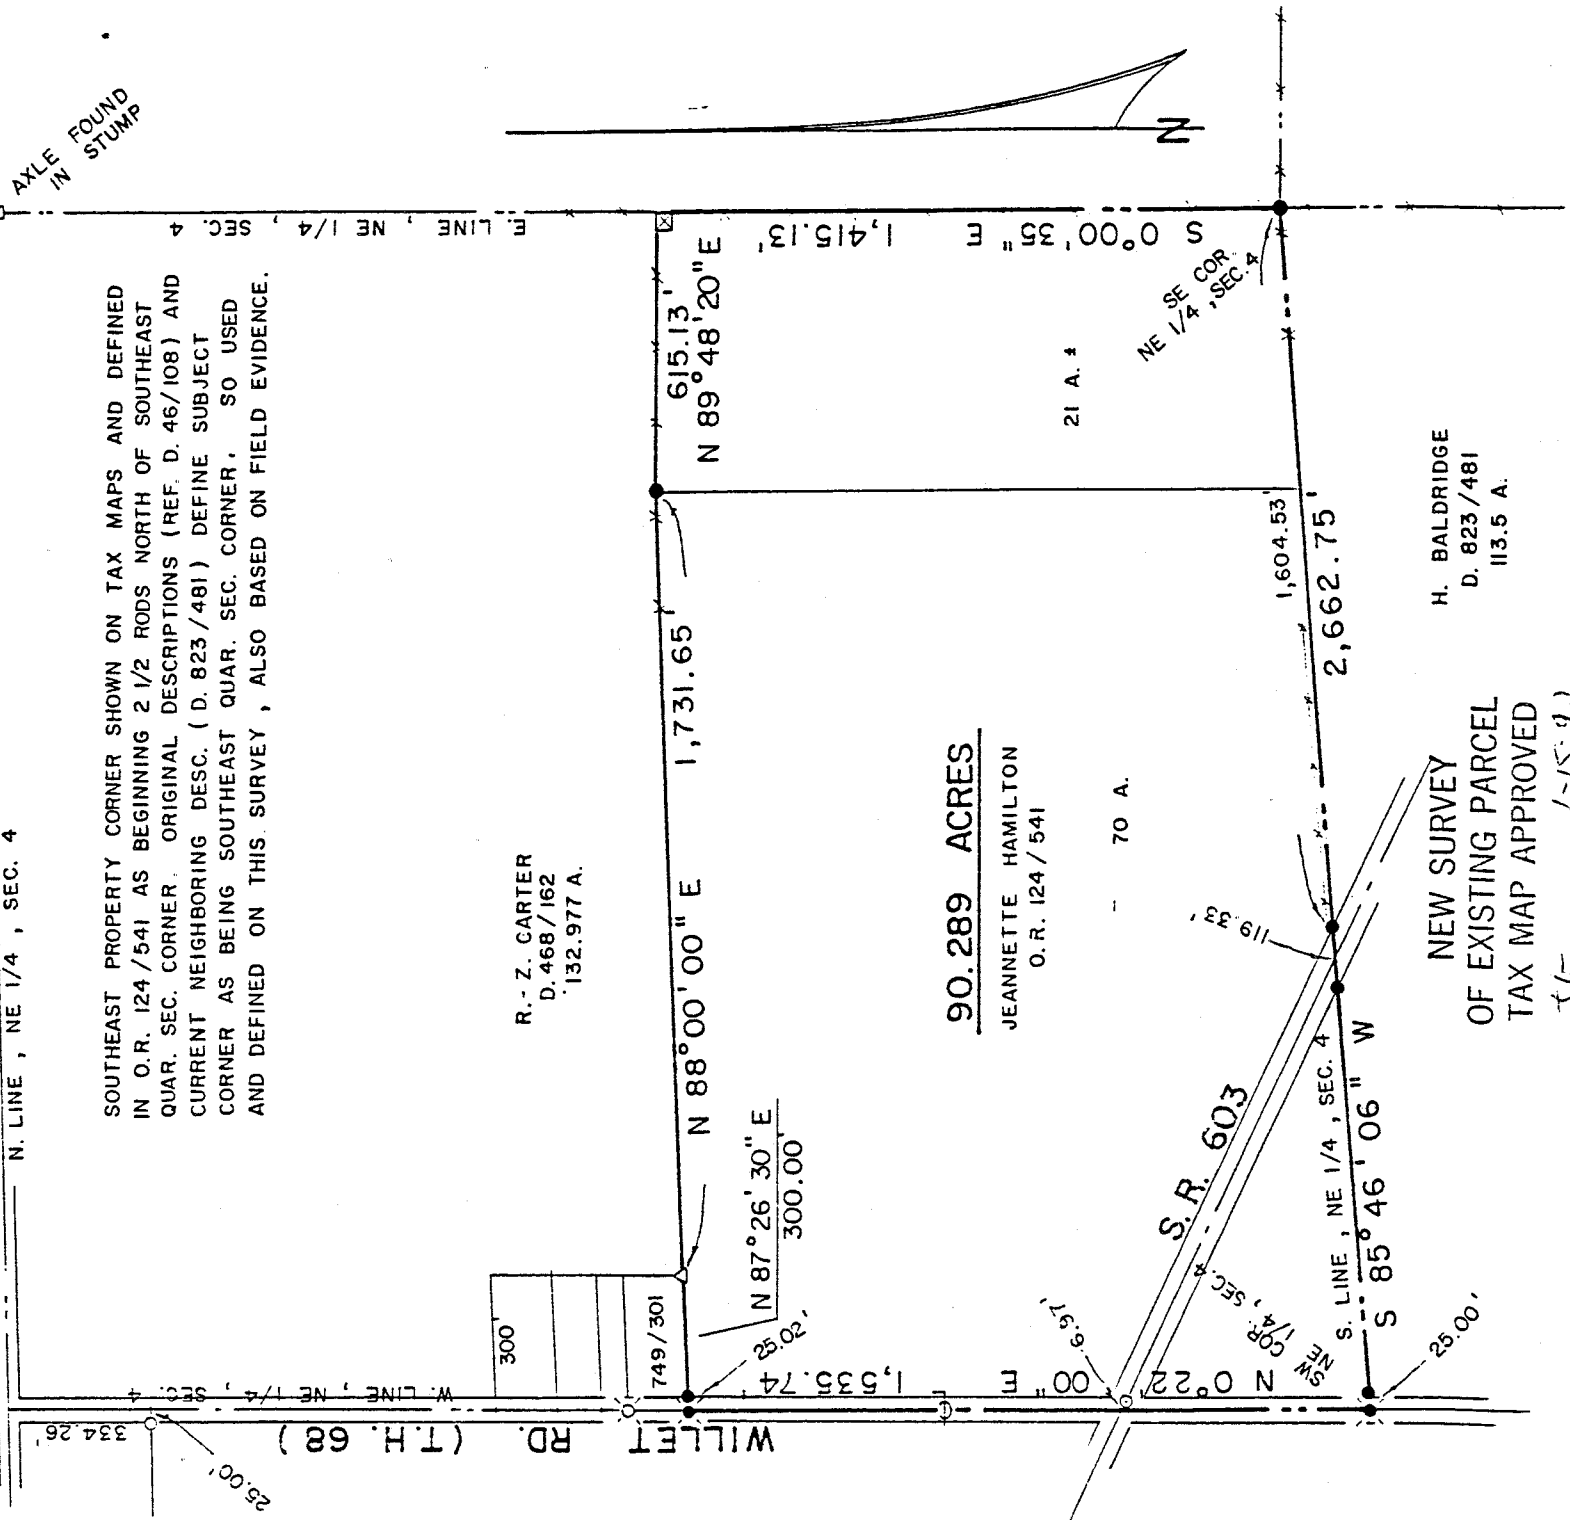 AXLE FOUND
IN STUMP
N. LINE , NE 1/4 , SEC. 4
E. LINE , NE 1/4 , SEC. 4
SOUTHEAST PROPERTY CORNER SHOWN ON TAX MAPS AND DEFINED
IN O.R. 124/541 AS BEGINNING 2 1/2 RODS NORTH OF SOUTHEAST
QUAR. SEC. CORNER. ORIGINAL DESCRIPTIONS (REF. D. 46/108) AND
CURRENT NEIGHBORING DESC. (D. 823/481) DEFINE SUBJECT
CORNER AS BEING SOUTHEAST QUAR. SEC. CORNER. SO USED
AND DEFINED ON THIS SURVEY, ALSO BASED ON FIELD EVIDENCE.
N
R. - Z. CARTER
D. 468/162
132.977 A.
334.26'
25.00'
W. LINE , NE 1/4 , SEC. 4
WILLET RD. (T.H. 68)
300'
749/301
25.02'
N 87°26'30" E
300.00'
N 88°00'00" E 1,731.65'
615.13'
N 89°48'20" E
S 0°00'35" E 1,415.13'
SE COR.
NE 1/4 , SEC. 4
21 A. ±
90.289 ACRES
JEANNETTE HAMILTON
O.R. 124/541
70 A.
N 0°22'00" E 1,535.74'
6.97'
S. R. 603
119.33'
1,604.53'
2,662.75'
S. LINE , NE 1/4 , SEC. 4
S 85°46'06" W
SW COR.
NE 1/4 , SEC. 4
25.00'
H. BALDRIDGE
D. 823/481
113.5 A.
NEW SURVEY
OF EXISTING PARCEL
TAX MAP APPROVED